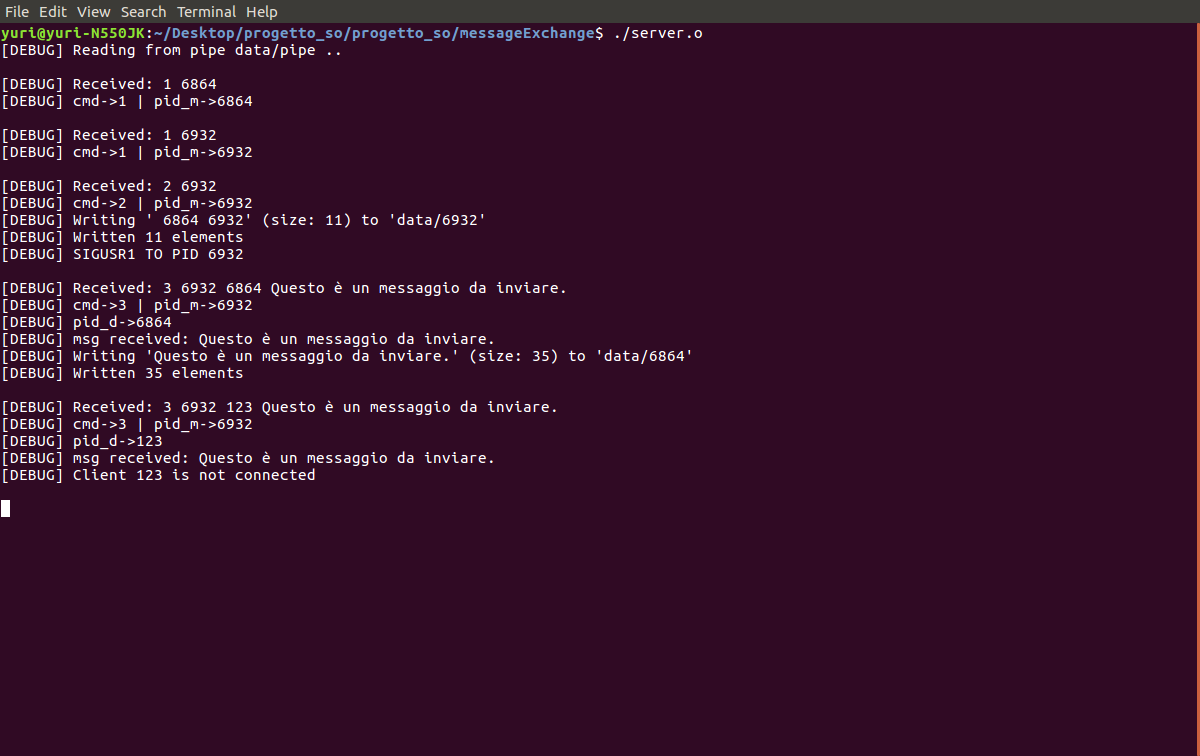 File Edit View Search Terminal Help
yuri@yuri-N550JK:~/Desktop/progetto_so/progetto_so/messageExchange$ ./server.o
[DEBUG] Reading from pipe data/pipe ..
[DEBUG] Received: 1 6864
[DEBUG] cmd->1 | pid_m->6864
[DEBUG] Received: 1 6932
[DEBUG] cmd->1 | pid_m->6932
[DEBUG] Received: 2 6932
[DEBUG] cmd->2 | pid_m->6932
[DEBUG] Writing ' 6864 6932' (size: 11) to 'data/6932'
[DEBUG] Written 11 elements
[DEBUG] SIGUSR1 TO PID 6932
[DEBUG] Received: 3 6932 6864 Questo è un messaggio da inviare.
[DEBUG] cmd->3 | pid_m->6932
[DEBUG] pid_d->6864
[DEBUG] msg received: Questo è un messaggio da inviare.
[DEBUG] Writing 'Questo è un messaggio da inviare.' (size: 35) to 'data/6864'
[DEBUG] Written 35 elements
[DEBUG] Received: 3 6932 123 Questo è un messaggio da inviare.
[DEBUG] cmd->3 | pid_m->6932
[DEBUG] pid_d->123
[DEBUG] msg received: Questo è un messaggio da inviare.
[DEBUG] Client 123 is not connected